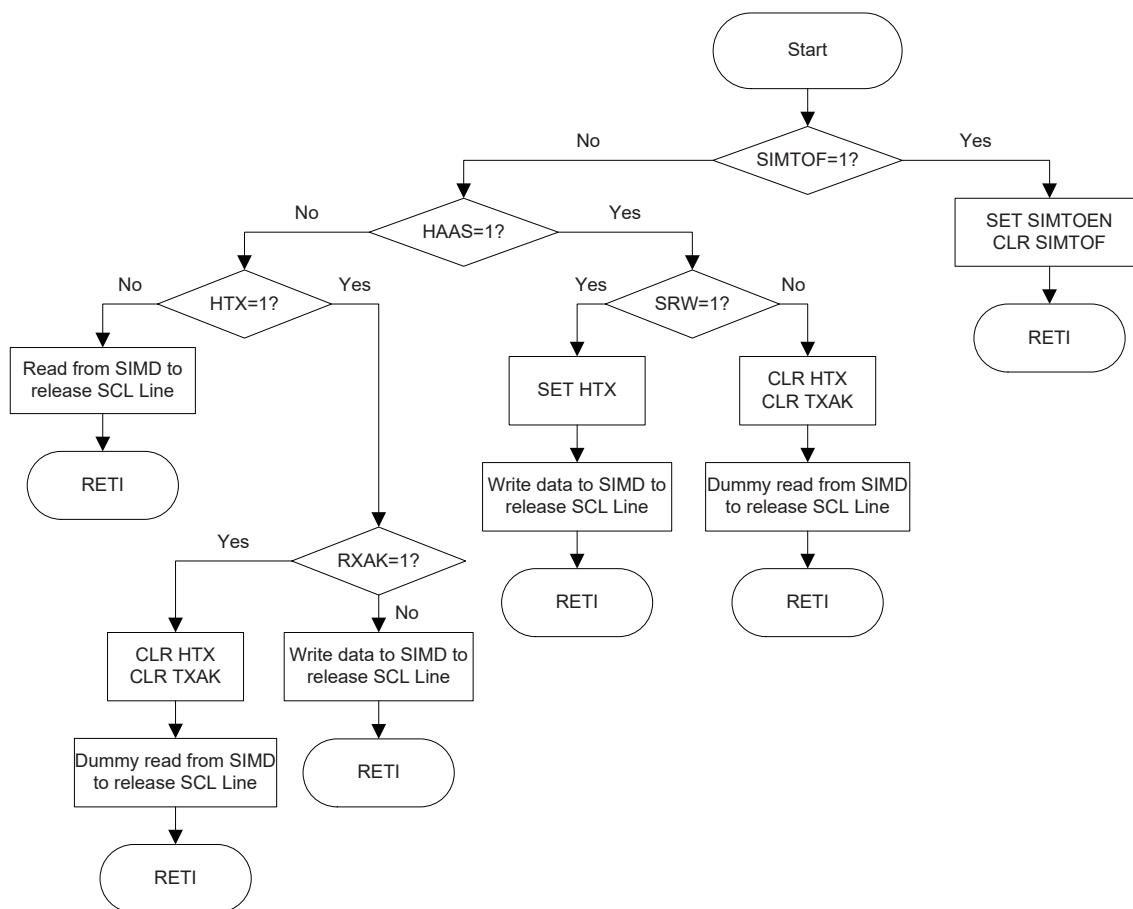 Start
No
Yes
SIMTOF=1?
No
Yes
HAAS=1?
SET SIMTOEN
CLR SIMTOF
No
Yes
Yes
No
HTX=1?
SRW=1?
RETI
Read from SIMD to
release SCL Line
SET HTX
CLR HTX
CLR TXAK
RETI
Write data to SIMD to
release SCL Line
Dummy read from SIMD
to release SCL Line
Yes
RXAK=1?
RETI
RETI
No
CLR HTX
CLR TXAK
Write data to SIMD to
release SCL Line
Dummy read from SIMD
to release SCL Line
RETI
RETI